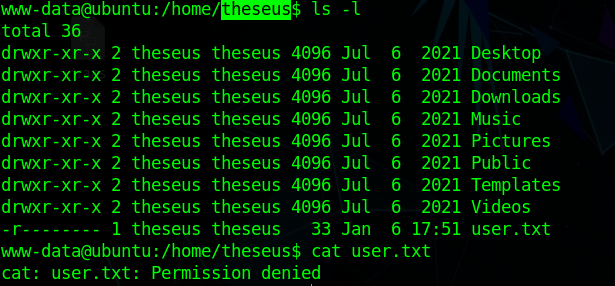 www-data@ubuntu:/home/theseus$ ls -l
total 36
drwxr-xr-x 2 theseus theseus 4096 Jul  6  2021 Desktop
drwxr-xr-x 2 theseus theseus 4096 Jul  6  2021 Documents
drwxr-xr-x 2 theseus theseus 4096 Jul  6  2021 Downloads
drwxr-xr-x 2 theseus theseus 4096 Jul  6  2021 Music
drwxr-xr-x 2 theseus theseus 4096 Jul  6  2021 Pictures
drwxr-xr-x 2 theseus theseus 4096 Jul  6  2021 Public
drwxr-xr-x 2 theseus theseus 4096 Jul  6  2021 Templates
drwxr-xr-x 2 theseus theseus 4096 Jul  6  2021 Videos
-r-------- 1 theseus theseus   33 Jan  6 17:51 user.txt
www-data@ubuntu:/home/theseus$ cat user.txt
cat: user.txt: Permission denied